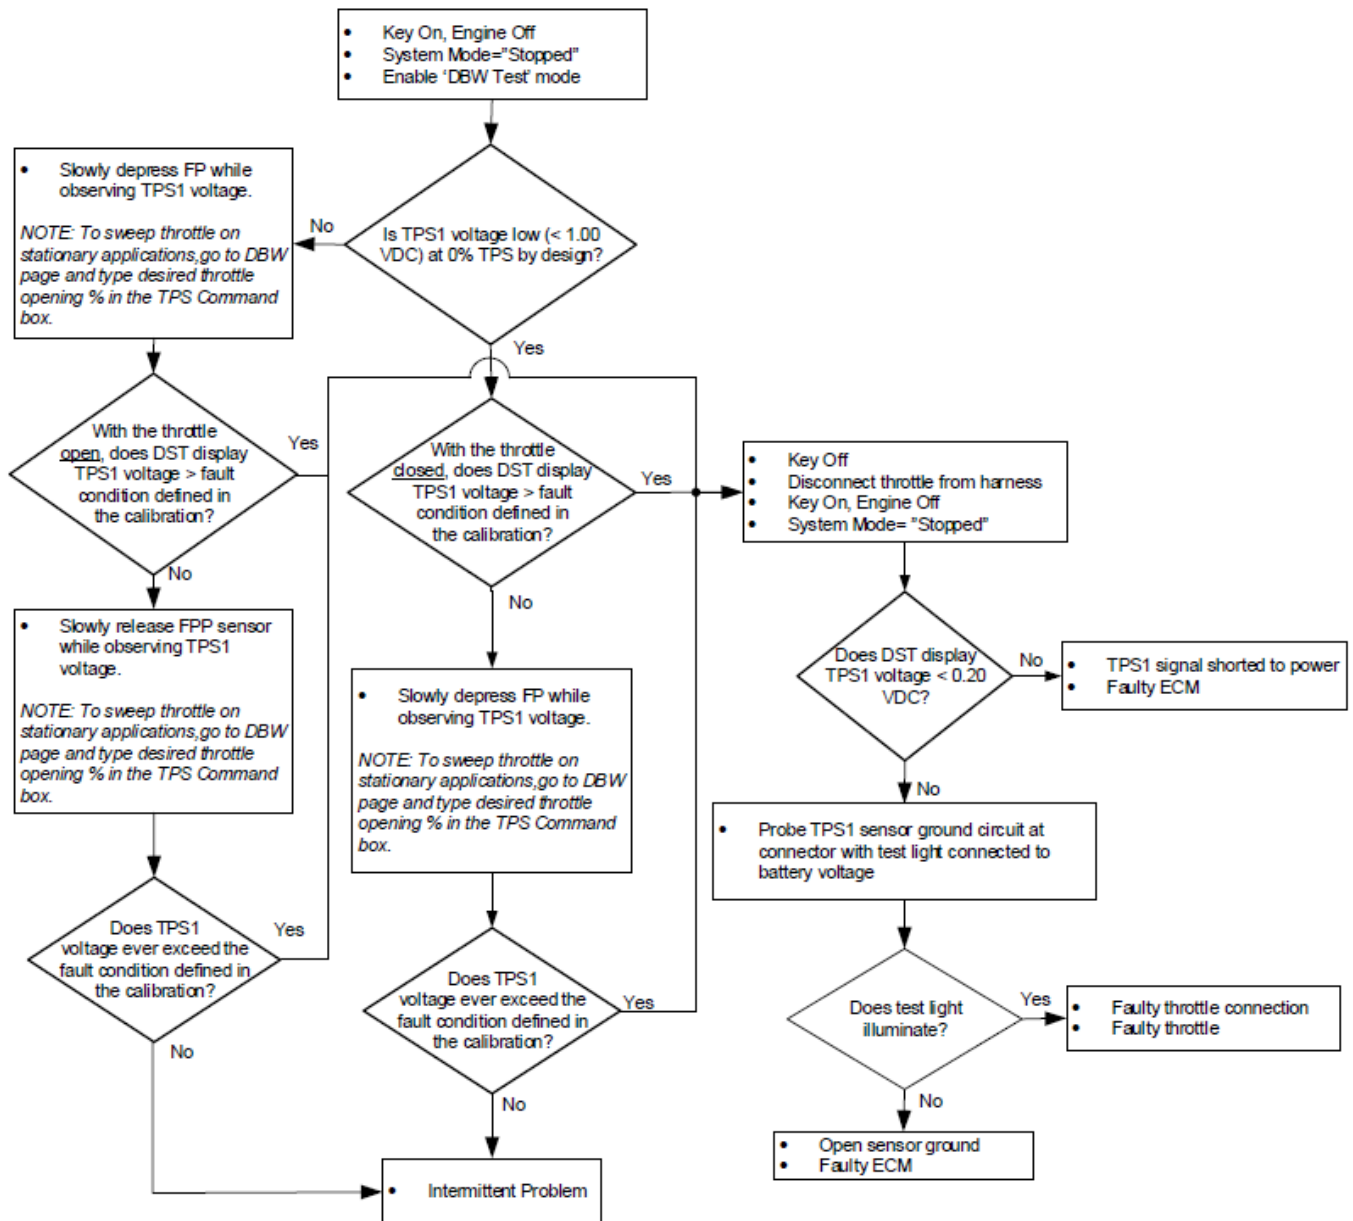 • Key On, Engine Off
• System Mode="Stopped"
• Enable 'DBW Test' mode
Is TPS1 voltage low (< 1.00
VDC) at 0% TPS by design?
No
Yes
• Slowly depress FP while
observing TPS1 voltage.
NOTE: To sweep throttle on
stationary applications,go to DBW
page and type desired throttle
opening % in the TPS Command
box.
With the throttle
open, does DST display
TPS1 voltage > fault
condition defined in
the calibration?
Yes
No
• Slowly release FPP sensor
while observing TPS1
voltage.
NOTE: To sweep throttle on
stationary applications,go to DBW
page and type desired throttle
opening % in the TPS Command
box.
Does TPS1
voltage ever exceed the
fault condition defined in
the calibration?
Yes
No
With the throttle
closed, does DST display
TPS1 voltage > fault
condition defined in
the calibration?
Yes
No
• Slowly depress FP while
observing TPS1 voltage.
NOTE: To sweep throttle on
stationary applications,go to DBW
page and type desired throttle
opening % in the TPS Command
box.
Does TPS1
voltage ever exceed the
fault condition defined in
the calibration?
Yes
No
• Intermittent Problem
• Key Off
• Disconnect throttle from harness
• Key On, Engine Off
• System Mode= "Stopped"
Does DST display
TPS1 voltage < 0.20
VDC?
No
• TPS1 signal shorted to power
• Faulty ECM
No
• Probe TPS1 sensor ground circuit at
connector with test light connected to
battery voltage
Does test light
illuminate?
Yes
• Faulty throttle connection
• Faulty throttle
No
• Open sensor ground
• Faulty ECM